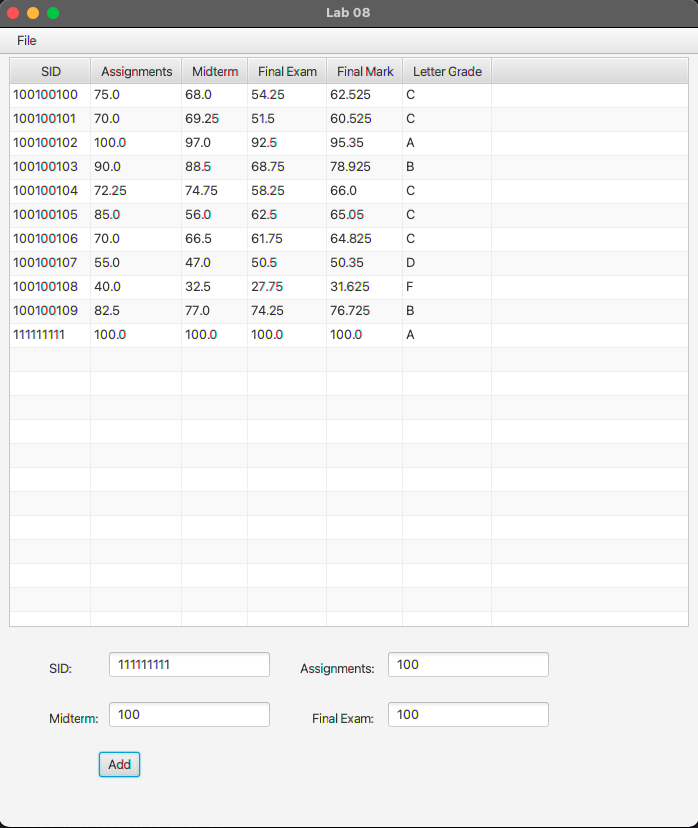 Lab 08
File
SID Assignments Midterm Final Exam Final Mark Letter Grade
100100100 75.0 68.0 54.25 62.525 C
100100101 70.0 69.25 51.5 60.525 C
100100102 100.0 97.0 92.5 95.35 A
100100103 90.0 88.5 68.75 78.925 B
100100104 72.25 74.75 58.25 66.0 C
100100105 85.0 56.0 62.5 65.05 C
100100106 70.0 66.5 61.75 64.825 C
100100107 55.0 47.0 50.5 50.35 D
100100108 40.0 32.5 27.75 31.625 F
100100109 82.5 77.0 74.25 76.725 B
111111111 100.0 100.0 100.0 100.0 A
SID: 111111111 Assignments: 100
Midterm: 100 Final Exam: 100
Add